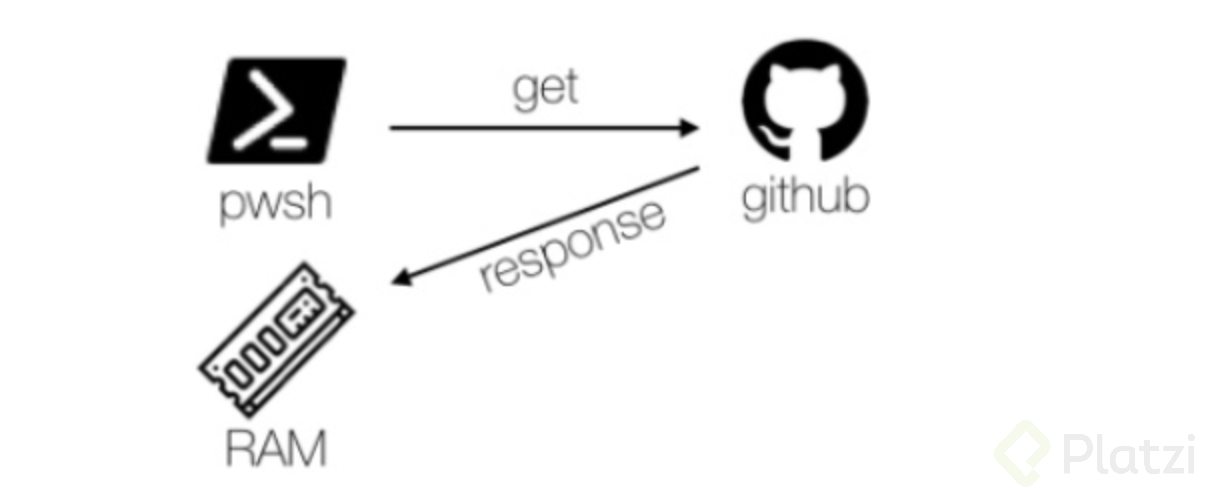 get
pwsh
github
response
RAM
Platzi